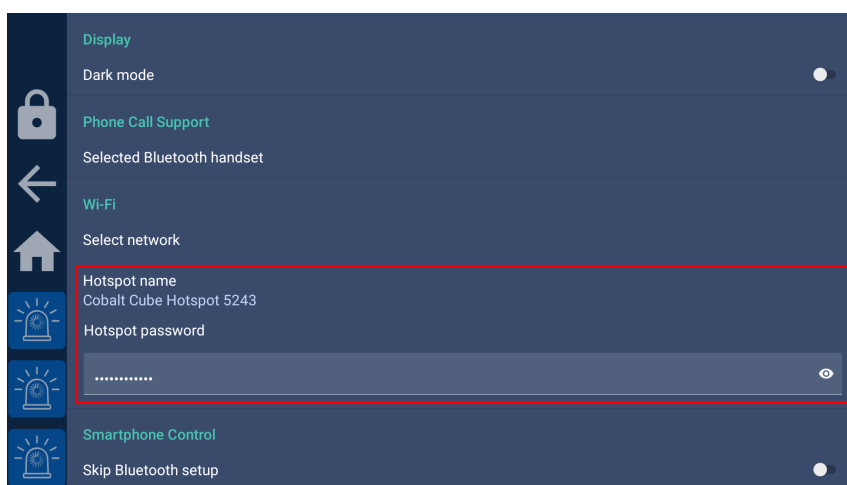 Display
Dark mode
Phone Call Support
Selected Bluetooth handset
Wi-Fi
Select network
Hotspot name
Cobalt Cube Hotspot 5243
Hotspot password
............
Smartphone Control
Skip Bluetooth setup